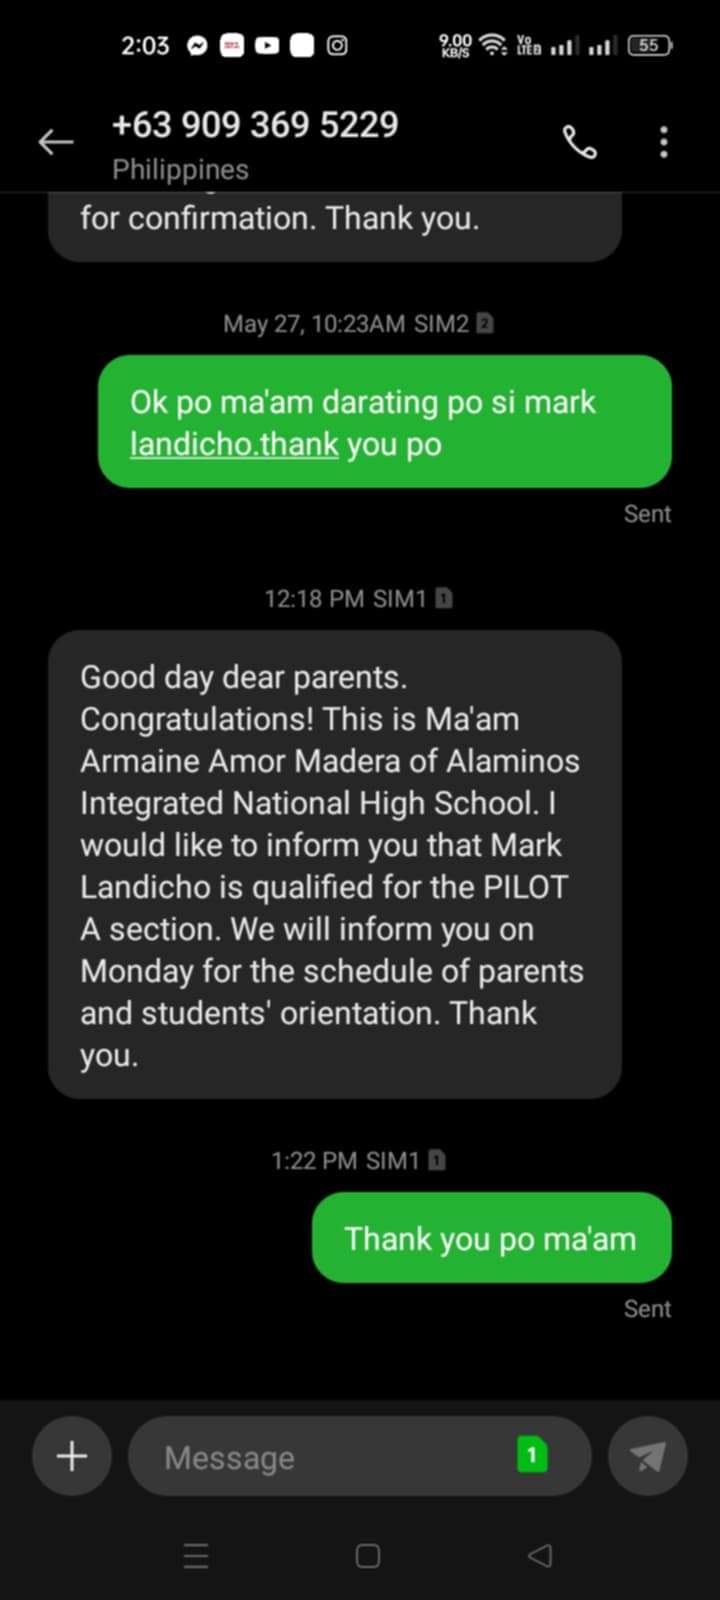 2:03
9.00 KB/S
Vo LTE
55
+63 909 369 5229
Philippines
for confirmation. Thank you.
May 27, 10:23AM SIM2 2
Ok po ma'am darating po si mark
landicho.thank you po
Sent
12:18 PM SIM1 1
Good day dear parents.
Congratulations! This is Ma'am
Armaine Amor Madera of Alaminos
Integrated National High School. I
would like to inform you that Mark
Landicho is qualified for the PILOT
A section. We will inform you on
Monday for the schedule of parents
and students' orientation. Thank
you.
1:22 PM SIM1 1
Thank you po ma'am
Sent
Message
1